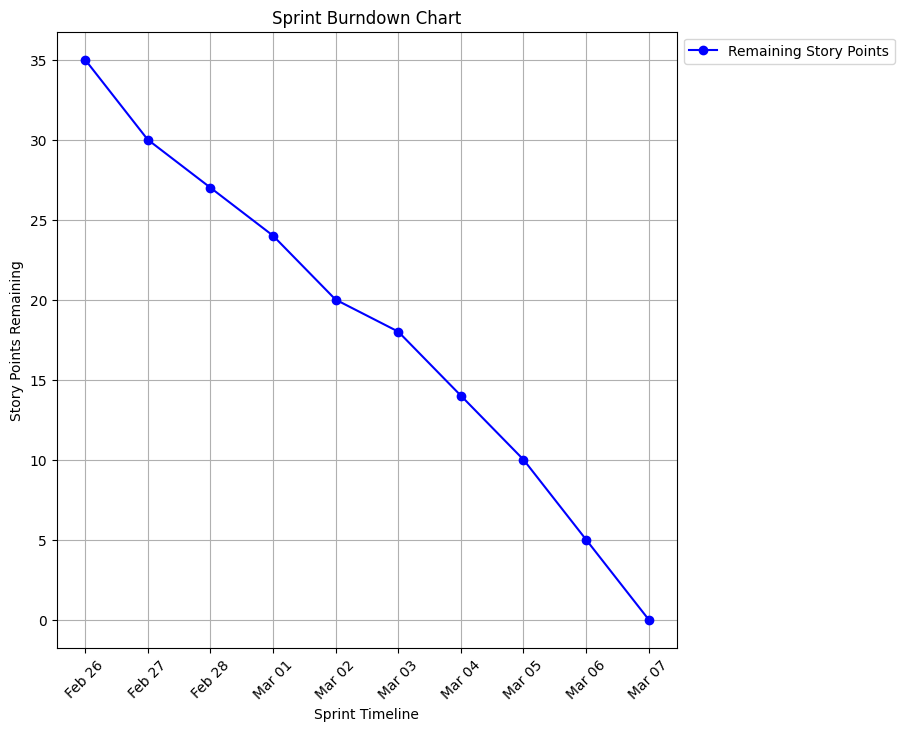 Sprint Burndown Chart
Remaining Story Points
Story Points Remaining
35
30
25
20
15
10
5
0
Feb 26
Feb 27
Feb 28
Mar 01
Mar 02
Mar 03
Mar 04
Mar 05
Mar 06
Mar 07
Sprint Timeline